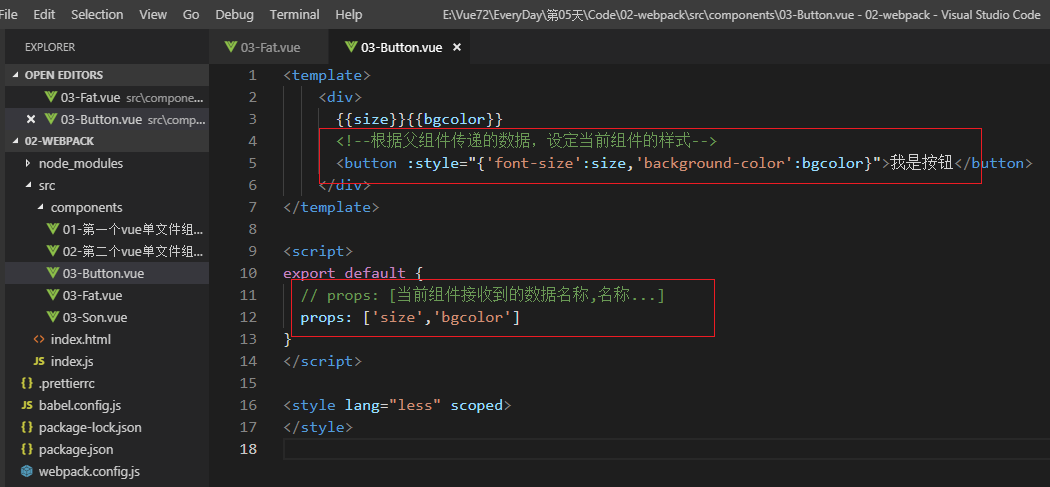 File Edit Selection View Go Debug Terminal Help E:\Vue72\EveryDay\第05天\Code\02-webpack\src\components\03-Button.vue - 02-webpack - Visual Studio Code
EXPLORER
OPEN EDITORS
03-Fat.vue src\compone...
03-Button.vue src\comp...
02-WEBPACK
node_modules
src
components
01-第一个vue单文件组...
02-第二个vue单文件组...
03-Button.vue
03-Fat.vue
03-Son.vue
index.html
JS index.js
{} .prettierrc
JS babel.config.js
{} package-lock.json
{} package.json
webpack.config.js
03-Fat.vue 03-Button.vue
1 <template>
2 <div>
3 {{size}}{{bgcolor}}
4 <!--根据父组件传递的数据，设定当前组件的样式-->
5 <button :style="{'font-size':size,'background-color':bgcolor}">我是按钮</button>
6 </div>
7 </template>
8
9 <script>
10 export default {
11 // props: [当前组件接收到的数据名称,名称...]
12 props: ['size','bgcolor']
13 }
14 </script>
15
16 <style lang="less" scoped>
17 </style>
18